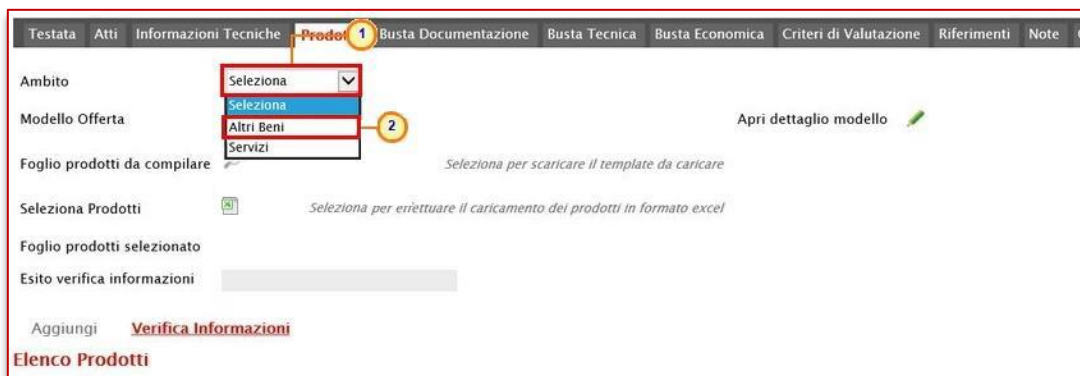 Testata Atti Informazioni Tecniche Prodot 1 Busta Documentazione Busta Tecnica Busta Economica Criteri di Valutazione Riferimenti Note
Ambito Seleziona
Seleziona
Modello Offerta Altri Beni 2 Apri dettaglio modello
Servizi
Foglio prodotti da compilare Seleziona per scaricare il template da caricare
Seleziona Prodotti Seleziona per effettuare il caricamento dei prodotti in formato excel
Foglio prodotti selezionato
Esito verifica informazioni
Aggiungi Verifica Informazioni
Elenco Prodotti